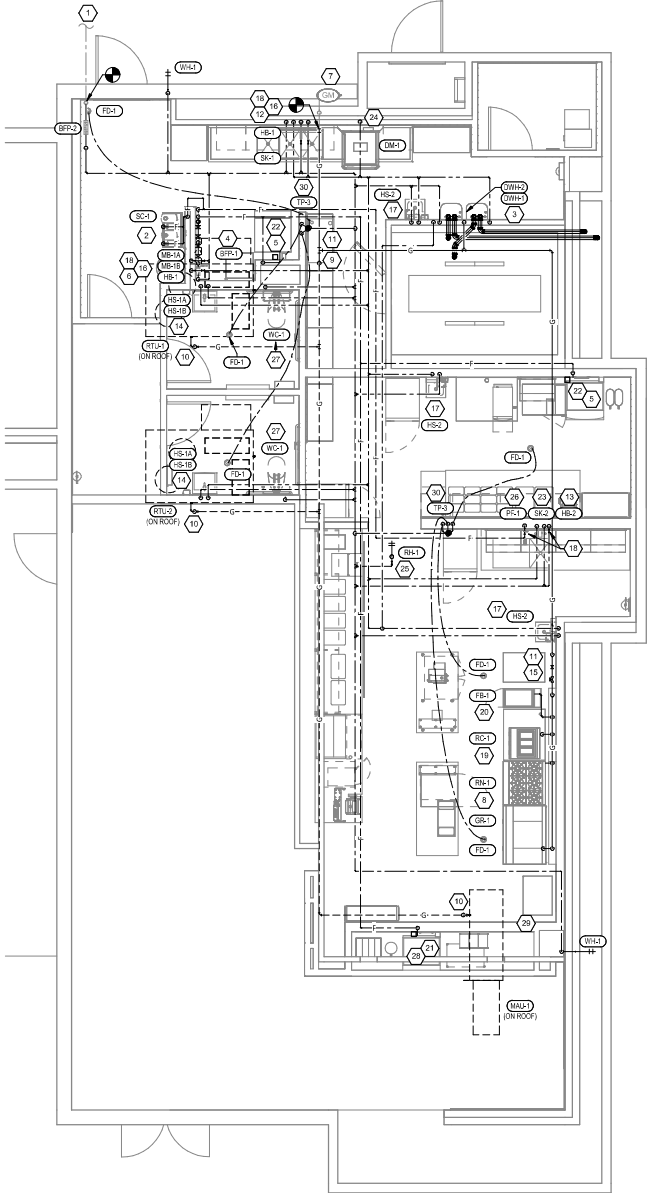 1
WH-1
7
GM
FD-1
18
16
12
24
BFP-2
HB-1
SK-1
DM-1
30
TP-3
HS-2
17
DWH-2
DWH-1
3
SC-1
2
4
BFP-1
22
5
11
9
MB-1A
MB-1B
HB-1
18
16
6
HS-1A
HS-1B
14
WC-1
27
RTU-1
(ON ROOF)
10
FD-1
G
G
G
F
F
F
22
5
17
HS-2
27
WC-1
HS-1A
HS-1B
14
FD-1
FD-1
30
TP-3
26
PF-1
23
SK-2
13
HB-2
RTU-2
(ON ROOF)
10
G
F
18
RH-1
25
G
G
17
HS-2
FD-1
11
15
FB-1
20
RC-1
19
G
G
RN-1
8
GR-1
FD-1
F
10
G
F
29
21
28
WH-1
MAU-1
(ON ROOF)